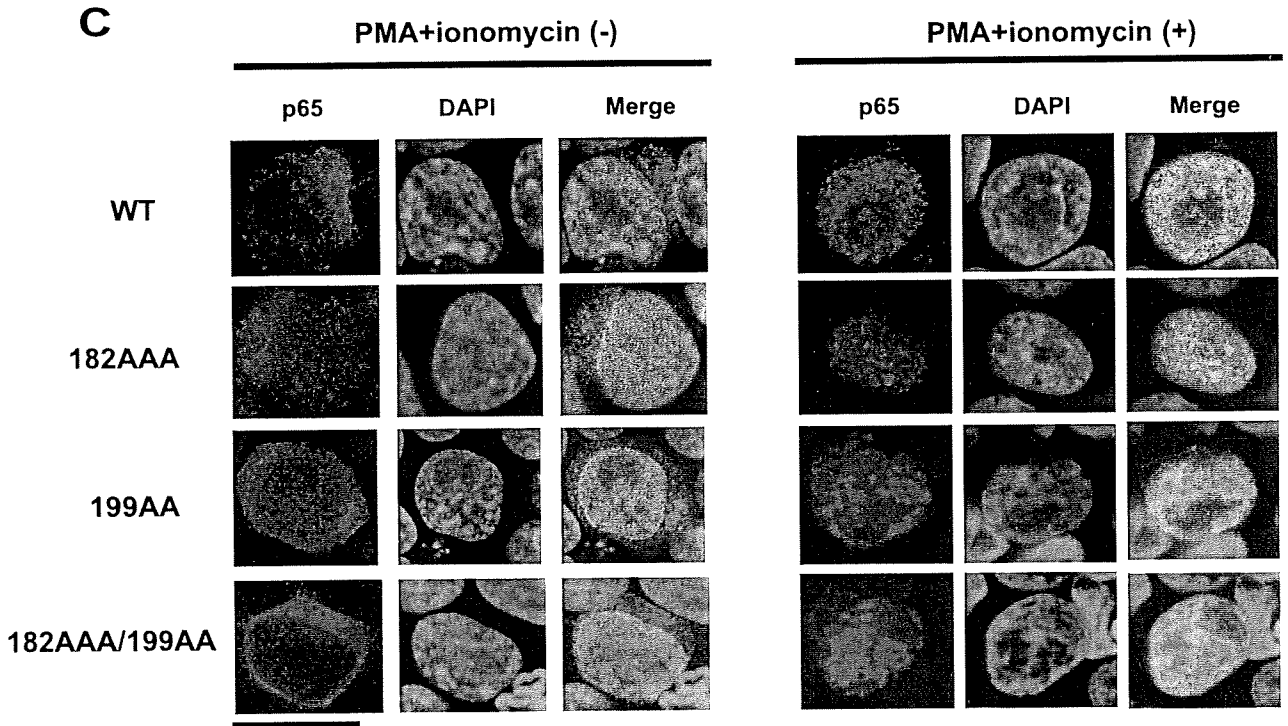 C
PMA+ionomycin (-) PMA+ionomycin (+)
p65 DAPI Merge p65 DAPI Merge
WT
182AAA
199AA
182AAA/199AA